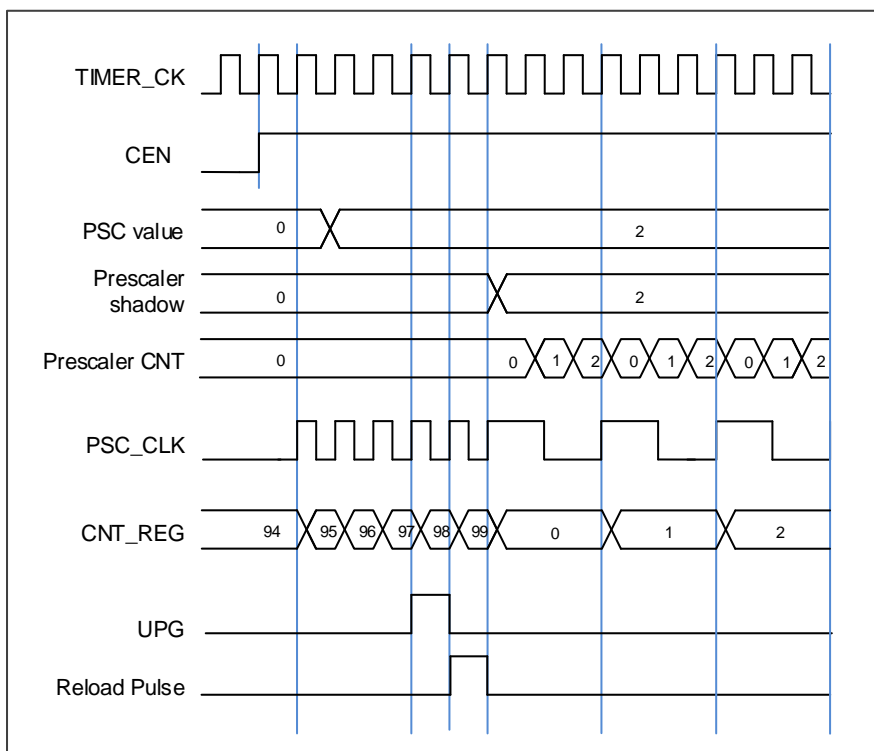 TIMER_CK
CEN
PSC value
0
2
Prescaler
shadow
0
2
Prescaler CNT
0
0 1 2 0 1 2 0 1 2
PSC_CLK
CNT_REG
94 95 96 97 98 99 0 1 2
UPG
Reload Pulse